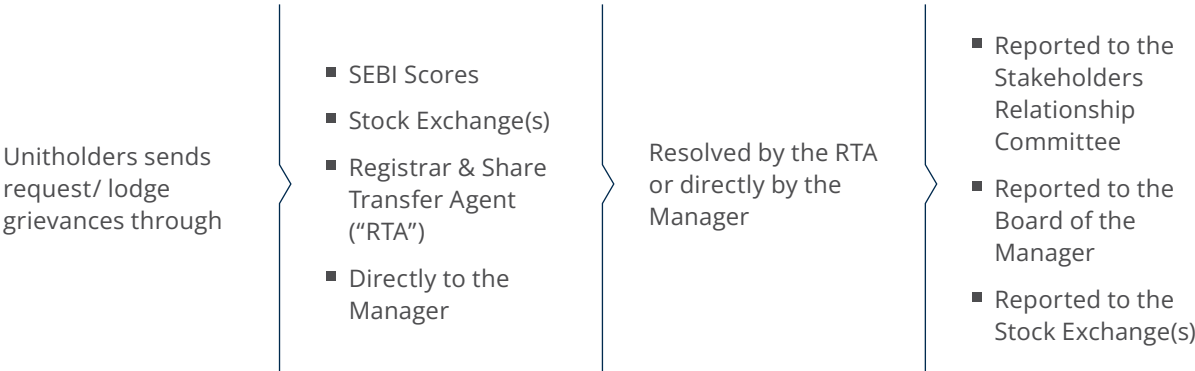 Unitholders sends
request/ lodge
grievances through
■ SEBI Scores
■ Stock Exchange(s)
■ Registrar & Share
Transfer Agent
(“RTA”)
■ Directly to the
Manager
Resolved by the RTA
or directly by the
Manager
■ Reported to the
Stakeholders
Relationship
Committee
■ Reported to the
Board of the
Manager
■ Reported to the
Stock Exchange(s)